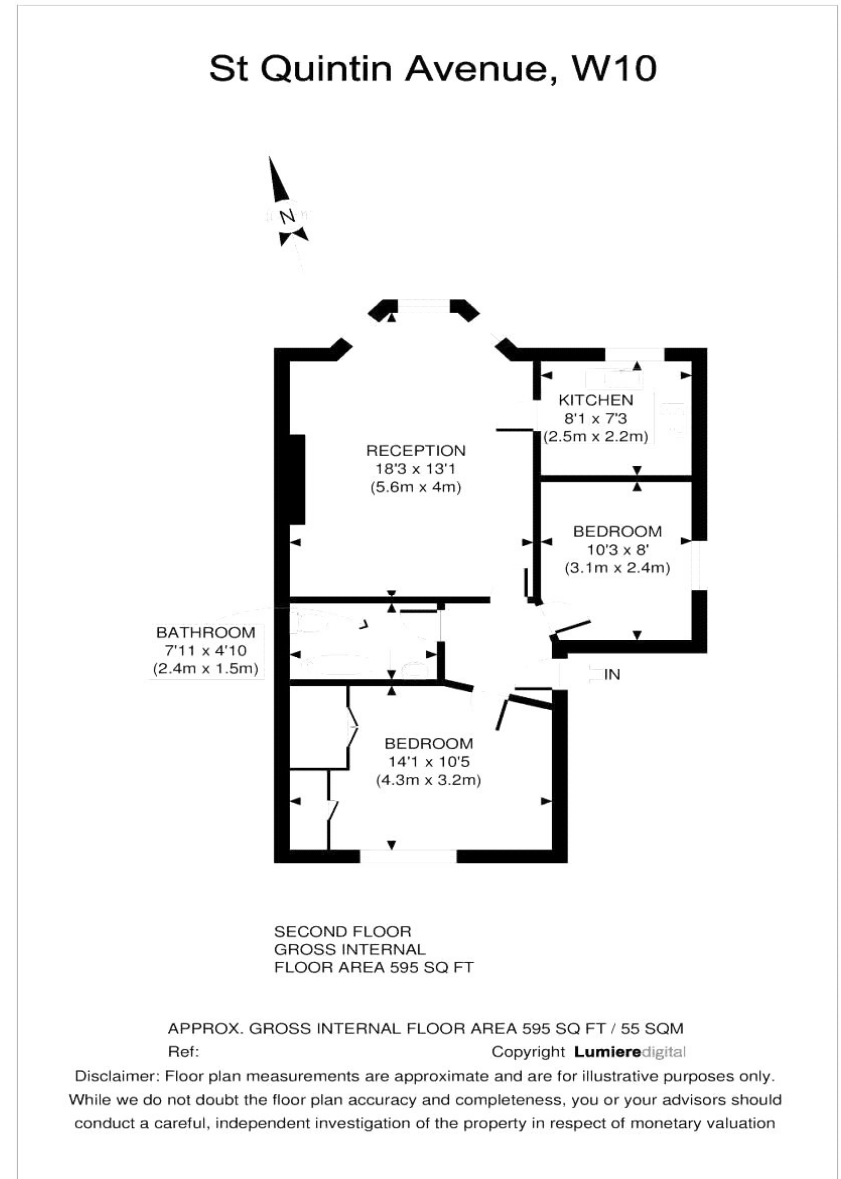 St Quintin Avenue, W10
N
KITCHEN
8'1 x 7'3
(2.5m x 2.2m)
RECEPTION
18'3 x 13'1
(5.6m x 4m)
BEDROOM
10'3 x 8'
(3.1m x 2.4m)
BATHROOM
7'11 x 4'10
(2.4m x 1.5m)
IN
BEDROOM
14'1 x 10'5
(4.3m x 3.2m)
SECOND FLOOR
GROSS INTERNAL
FLOOR AREA 595 SQ FT
APPROX. GROSS INTERNAL FLOOR AREA 595 SQ FT / 55 SQM
Ref: Copyright Lumieredigital
Disclaimer: Floor plan measurements are approximate and are for illustrative purposes only.
While we do not doubt the floor plan accuracy and completeness, you or your advisors should
conduct a careful, independent investigation of the property in respect of monetary valuation